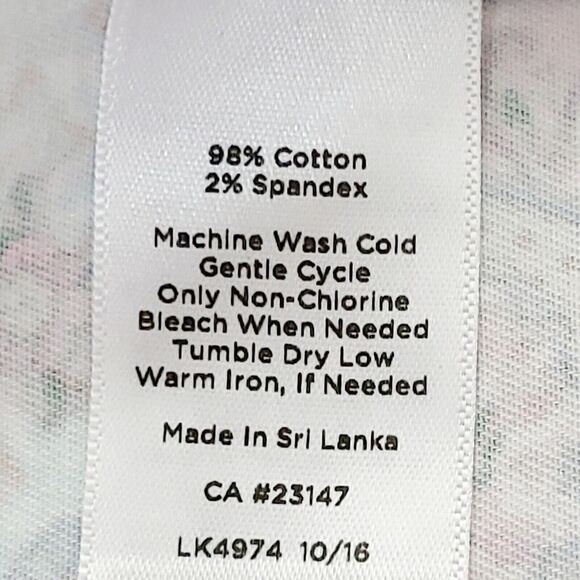 98% Cotton
2% Spandex
Machine Wash Cold
Gentle Cycle
Only Non-Chlorine
Bleach When Needed
Tumble Dry Low
Warm Iron, If Needed
Made In Sri Lanka
CA #23147
LK4974 10/16